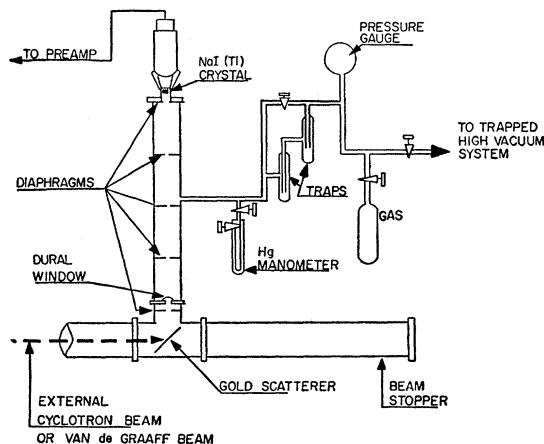 PRESSURE
GAUGE
TO PREAMP
NaI (Tl)
CRYSTAL
TO TRAPPED
HIGH VACUUM
SYSTEM
DIAPHRAGMS
TRAPS
GAS
DURAL
WINDOW
Hg
MANOMETER
GOLD SCATTERER
BEAM
STOPPER
EXTERNAL
CYCLOTRON BEAM
OR VAN de GRAAFF BEAM